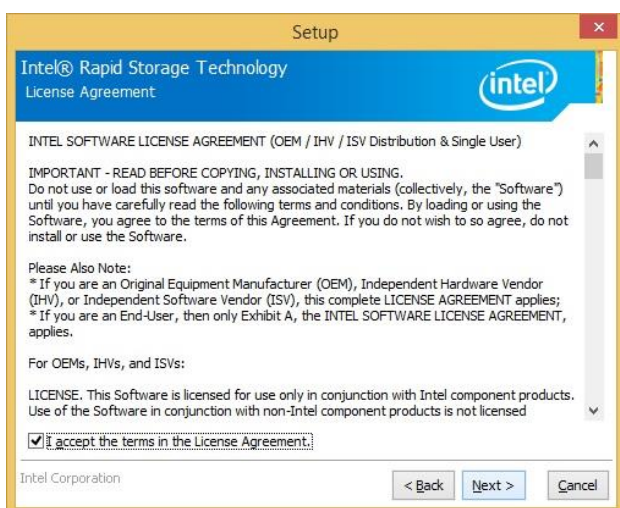 Setup
Intel® Rapid Storage Technology
License Agreement
intel
INTEL SOFTWARE LICENSE AGREEMENT (OEM / IHV / ISV Distribution & Single User)
IMPORTANT - READ BEFORE COPYING, INSTALLING OR USING.
Do not use or load this software and any associated materials (collectively, the "Software")
until you have carefully read the following terms and conditions. By loading or using the
Software, you agree to the terms of this Agreement. If you do not wish to so agree, do not
install or use the Software.
Please Also Note:
* If you are an Original Equipment Manufacturer (OEM), Independent Hardware Vendor
(IHV), or Independent Software Vendor (ISV), this complete LICENSE AGREEMENT applies;
* If you are an End-User, then only Exhibit A, the INTEL SOFTWARE LICENSE AGREEMENT,
applies.
For OEMs, IHVs, and ISVs:
LICENSE. This Software is licensed for use only in conjunction with Intel component products.
Use of the Software in conjunction with non-Intel component products is not licensed
I accept the terms in the License Agreement.
Intel Corporation
< Back
Next >
Cancel